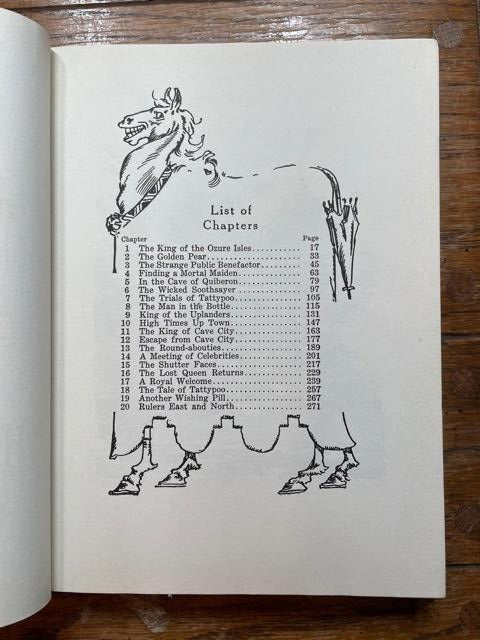 List of
Chapters
Chapter Page
1 The King of the Ozure Isles.......... 17
2 The Golden Pear..................... 33
3 The Strange Public Benefactor........ 45
4 Finding a Mortal Maiden............. 63
5 In the Cave of Quiberon............. 79
6 The Wicked Soothsayer.............. 97
7 The Trials of Tattypoo............... 105
8 The Man in the Bottle............... 115
9 King of the Uplanders............... 131
10 High Times Up Town................ 147
11 The King of Cave City............... 163
12 Escape from Cave City.............. 177
13 The Round-abouties................. 189
14 A Meeting of Celebrities............. 201
15 The Shutter Faces................... 217
16 The Lost Queen Returns............. 229
17 A Royal Welcome................... 239
18 The Tale of Tattypoo................ 257
19 Another Wishing Pill................ 267
20 Rulers East and North............... 271